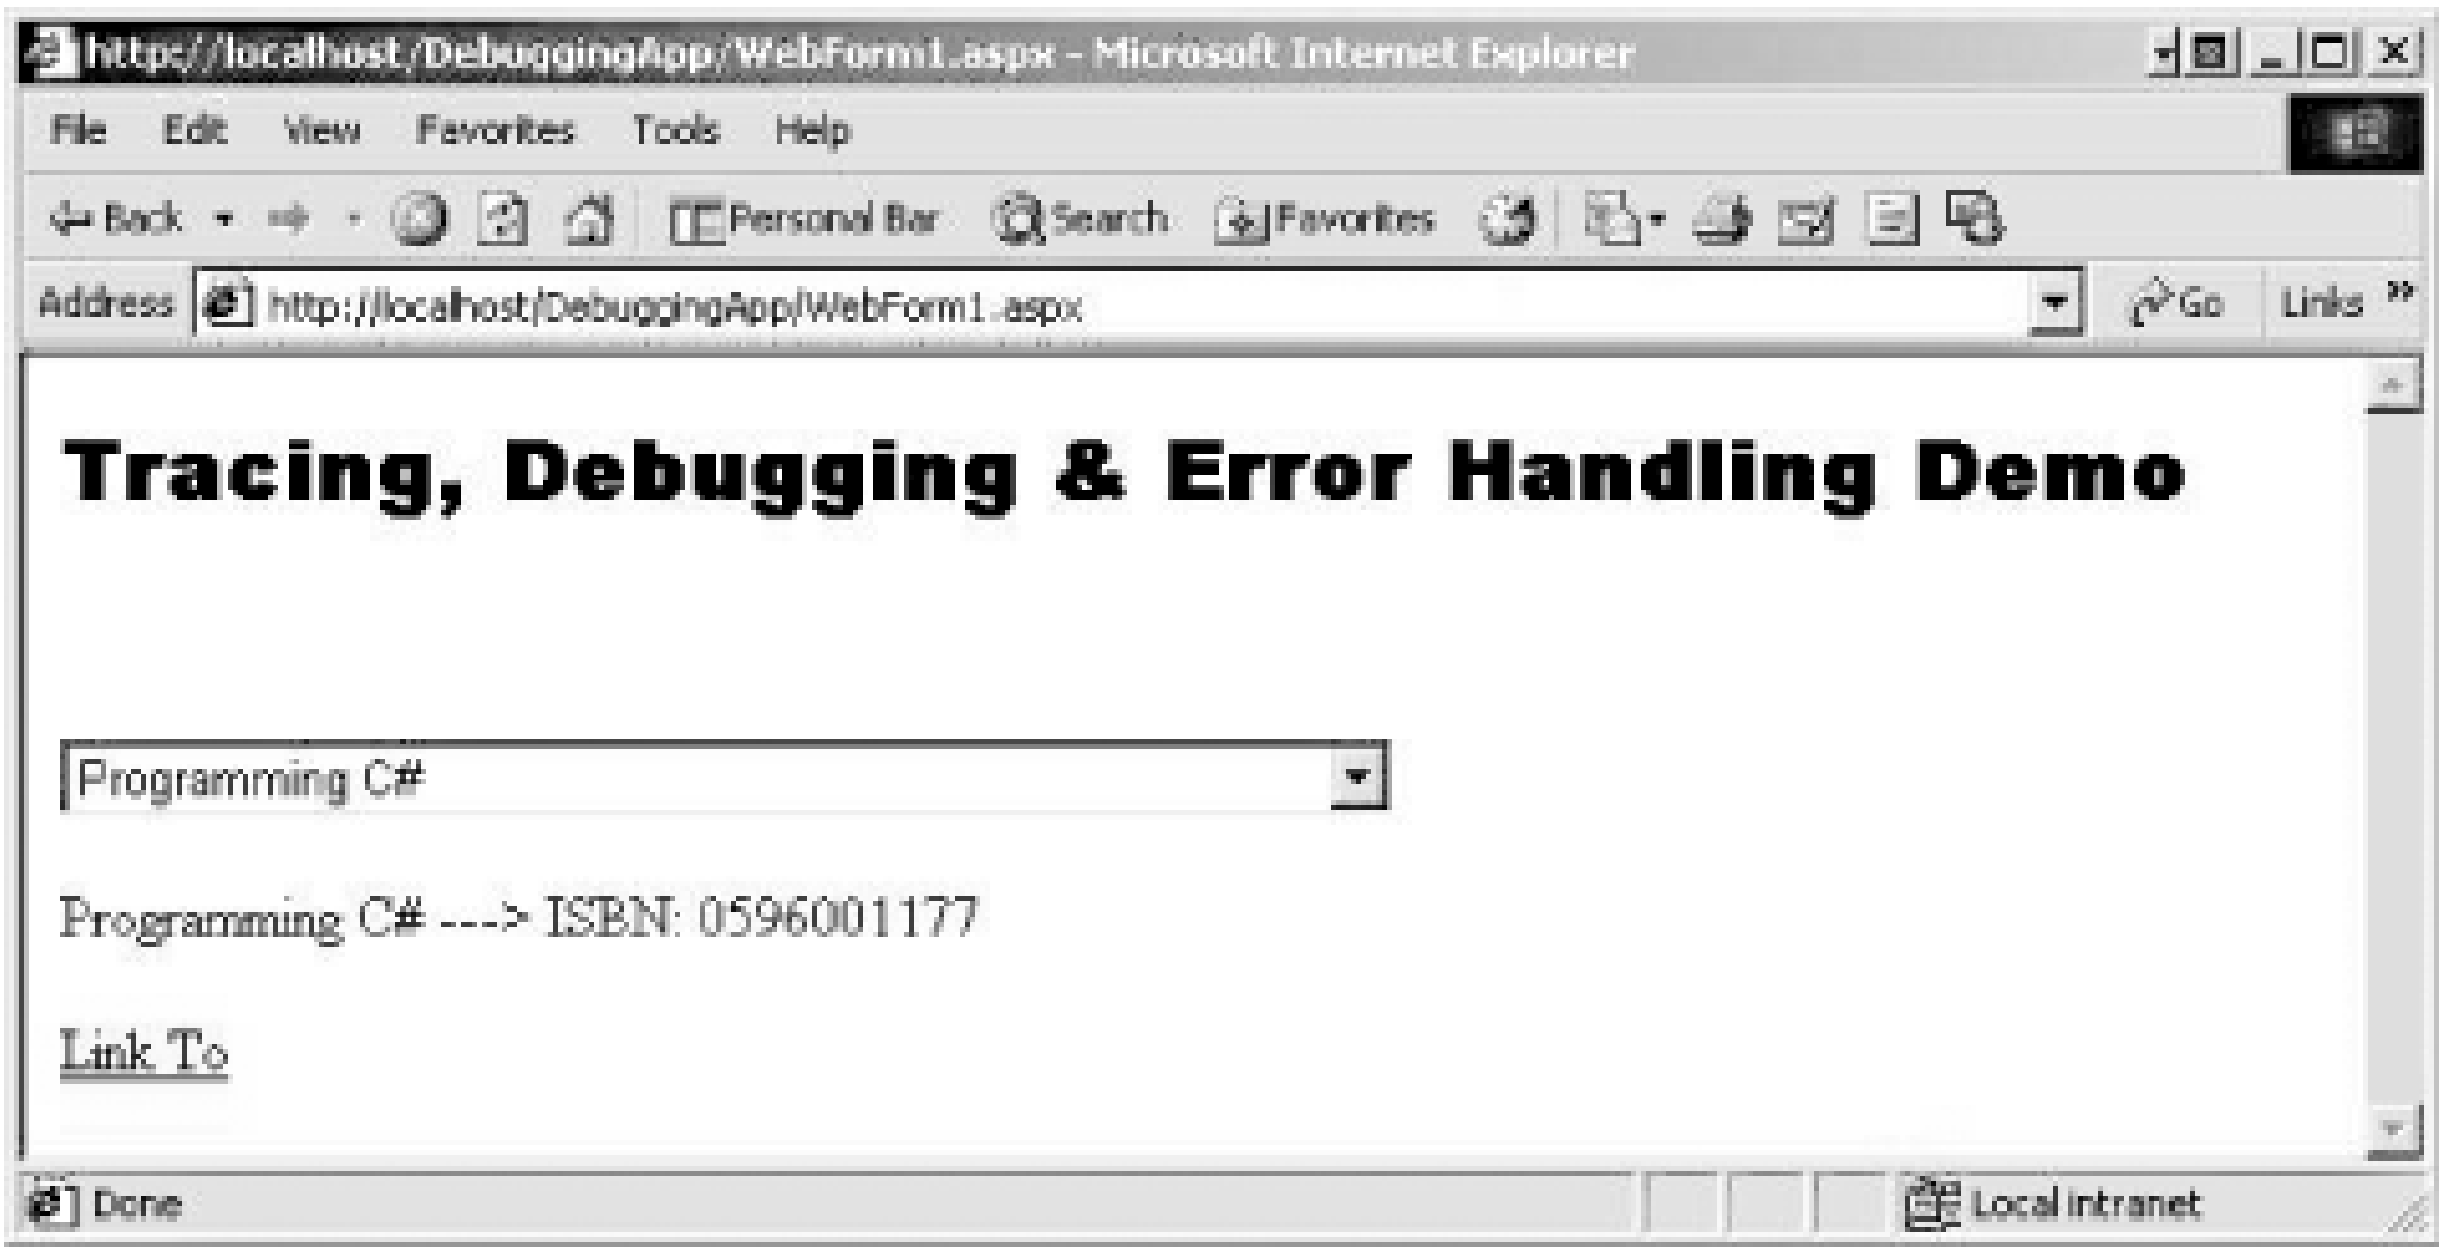 http://localhost/DebuggingApp/WebForm1.aspx - Microsoft Internet Explorer
File Edit View Favorites Tools Help
Back Personal Bar Search Favorites
Address http://localhost/DebuggingApp/WebForm1.aspx Go Links »
Tracing, Debugging & Error Handling Demo
Programming C#
Programming C# ---> ISBN: 0596001177
Link To
Done Local intranet